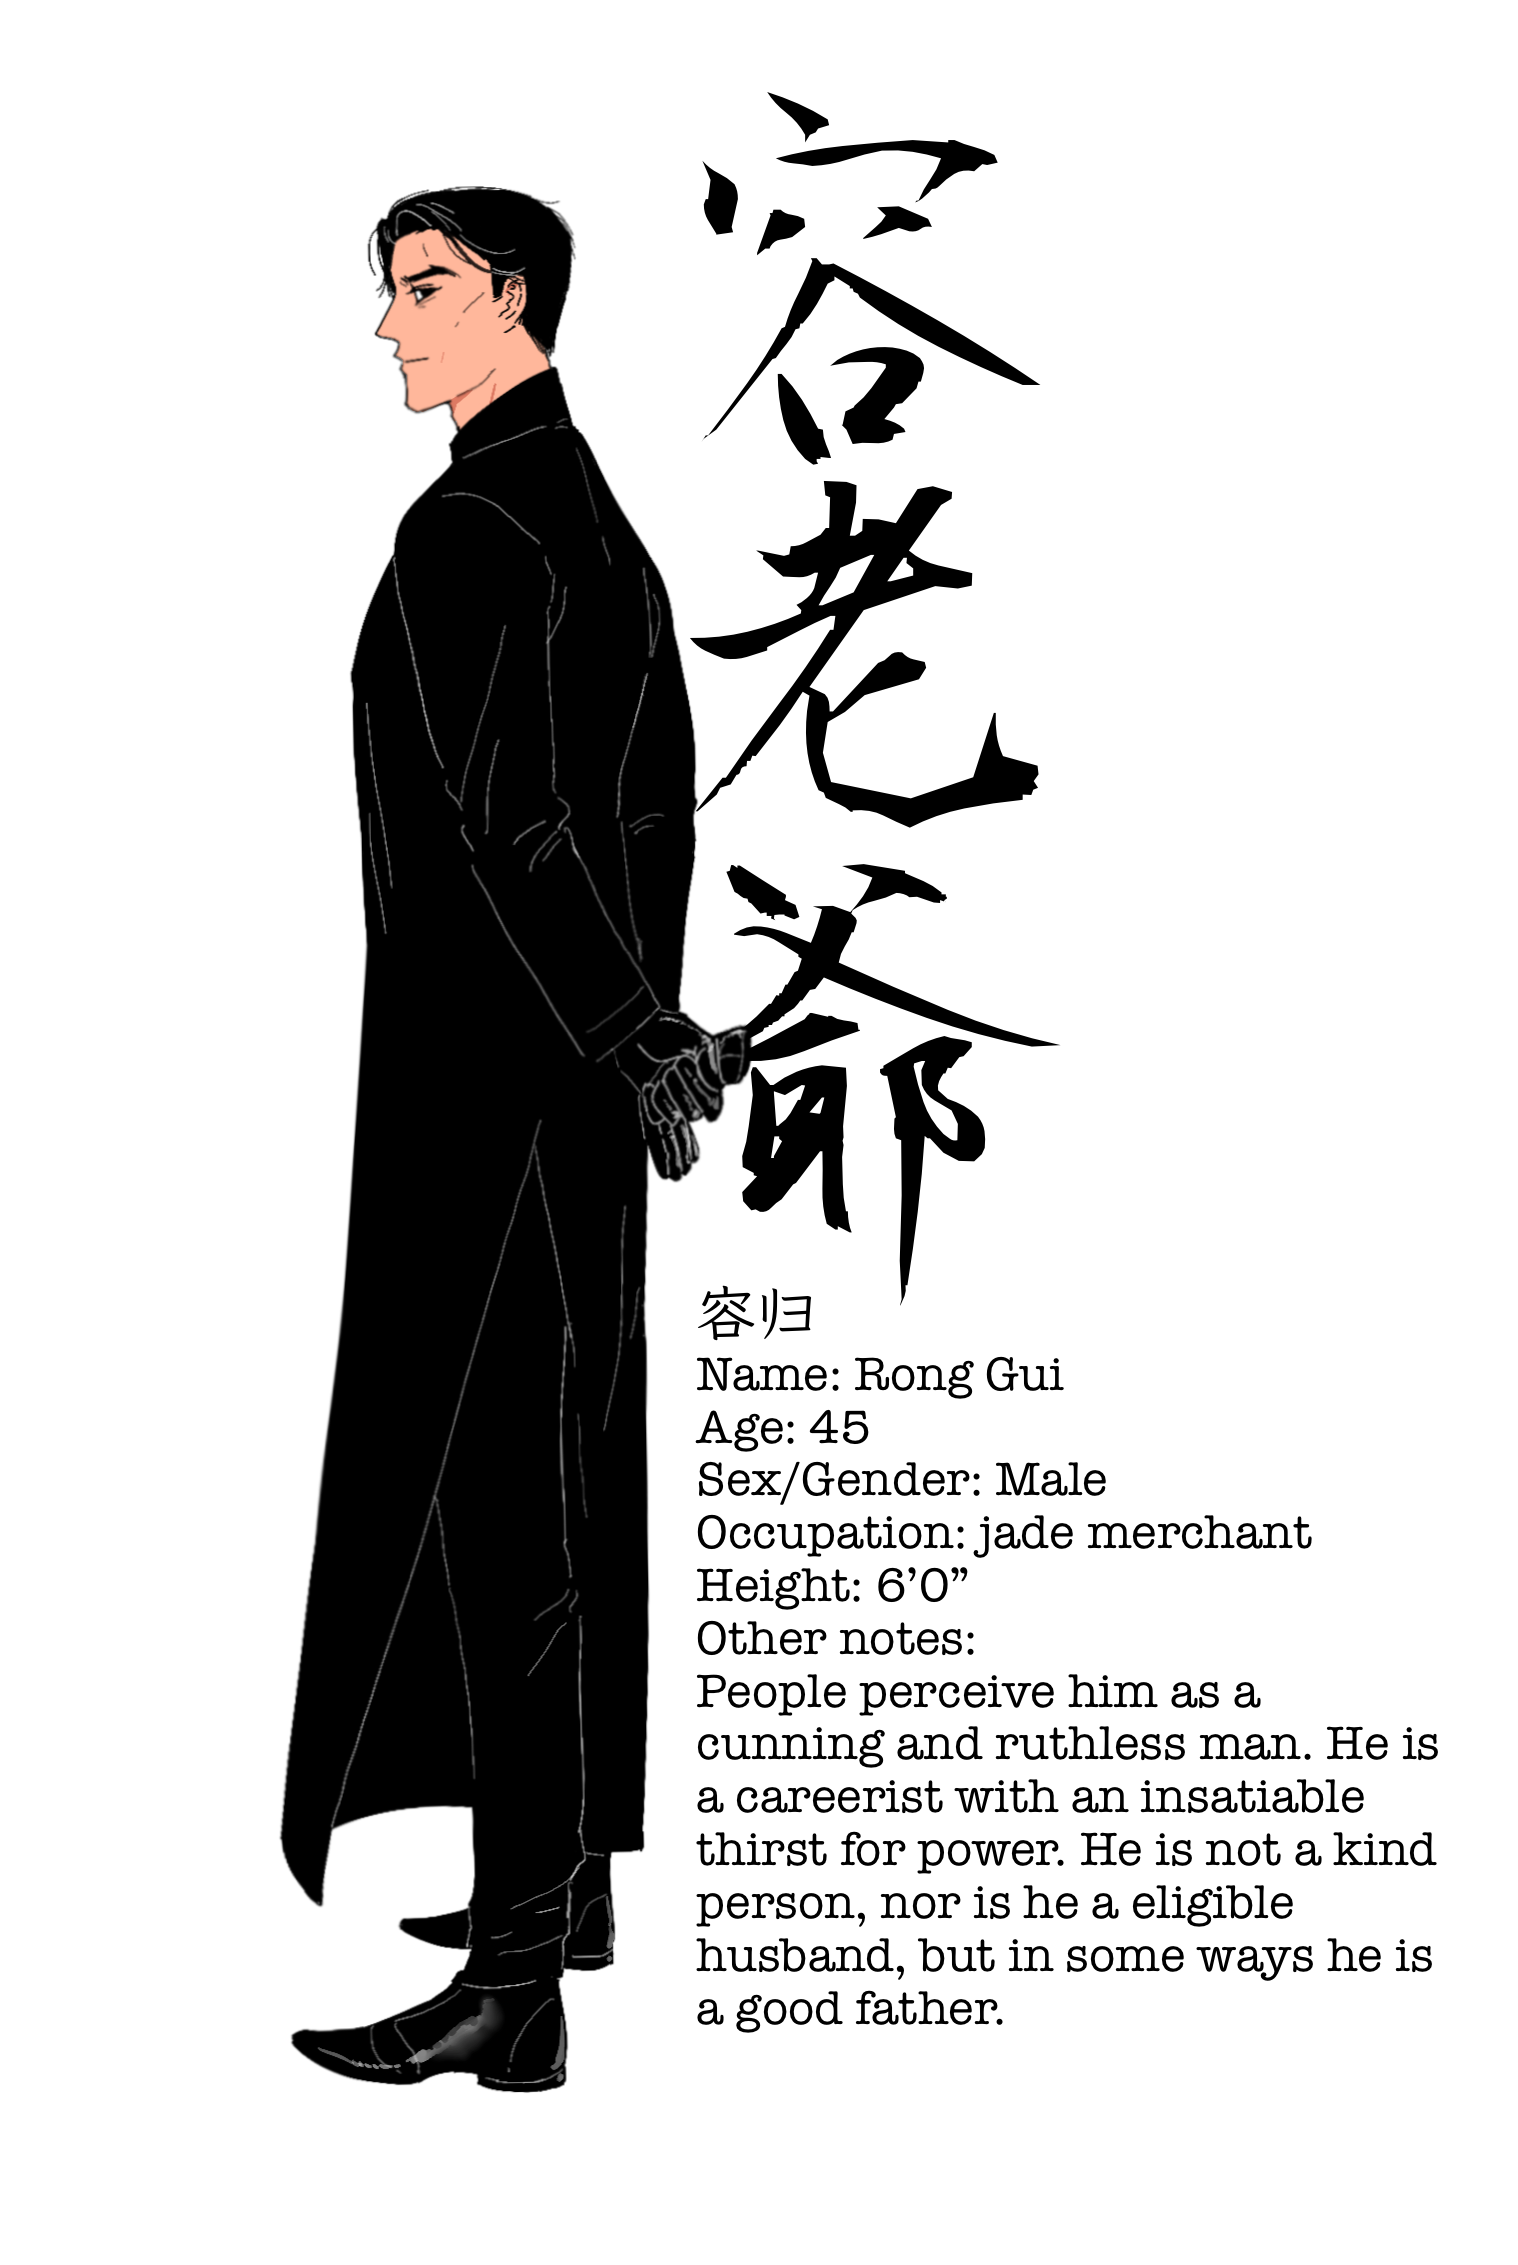 容老爷
容归
Name: Rong Gui
Age: 45
Sex/Gender: Male
Occupation: jade merchant
Height: 6’0”
Other notes:
People perceive him as a
cunning and ruthless man. He is
a careerist with an insatiable
thirst for power. He is not a kind
person, nor is he a eligible
husband, but in some ways he is
a good father.